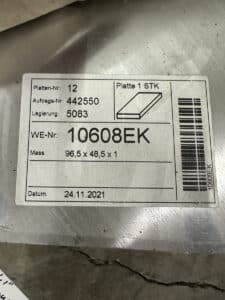 Platten-Nr: 12 Platte 1 STK
Auftrags-Nr: 442550
Legierung: 5083
WE-Nr: 10608EK
Mass: 96,5 x 46,5 x 1
Datum: 24.11.2021